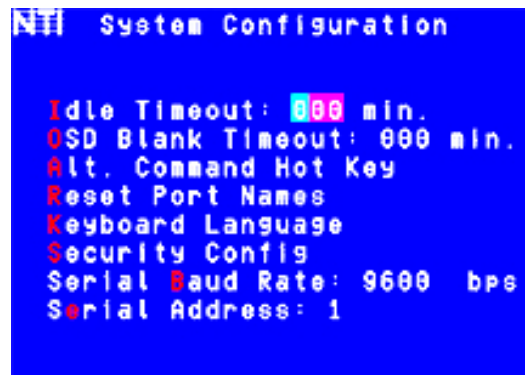 NTI System Configuration
Idle Timeout: 000 min.
OSD Blank Timeout: 000 min.
Alt. Command Hot Key
Reset Port Names
Keyboard Language
Security Config
Serial Baud Rate: 9600 bps
Serial Address: 1